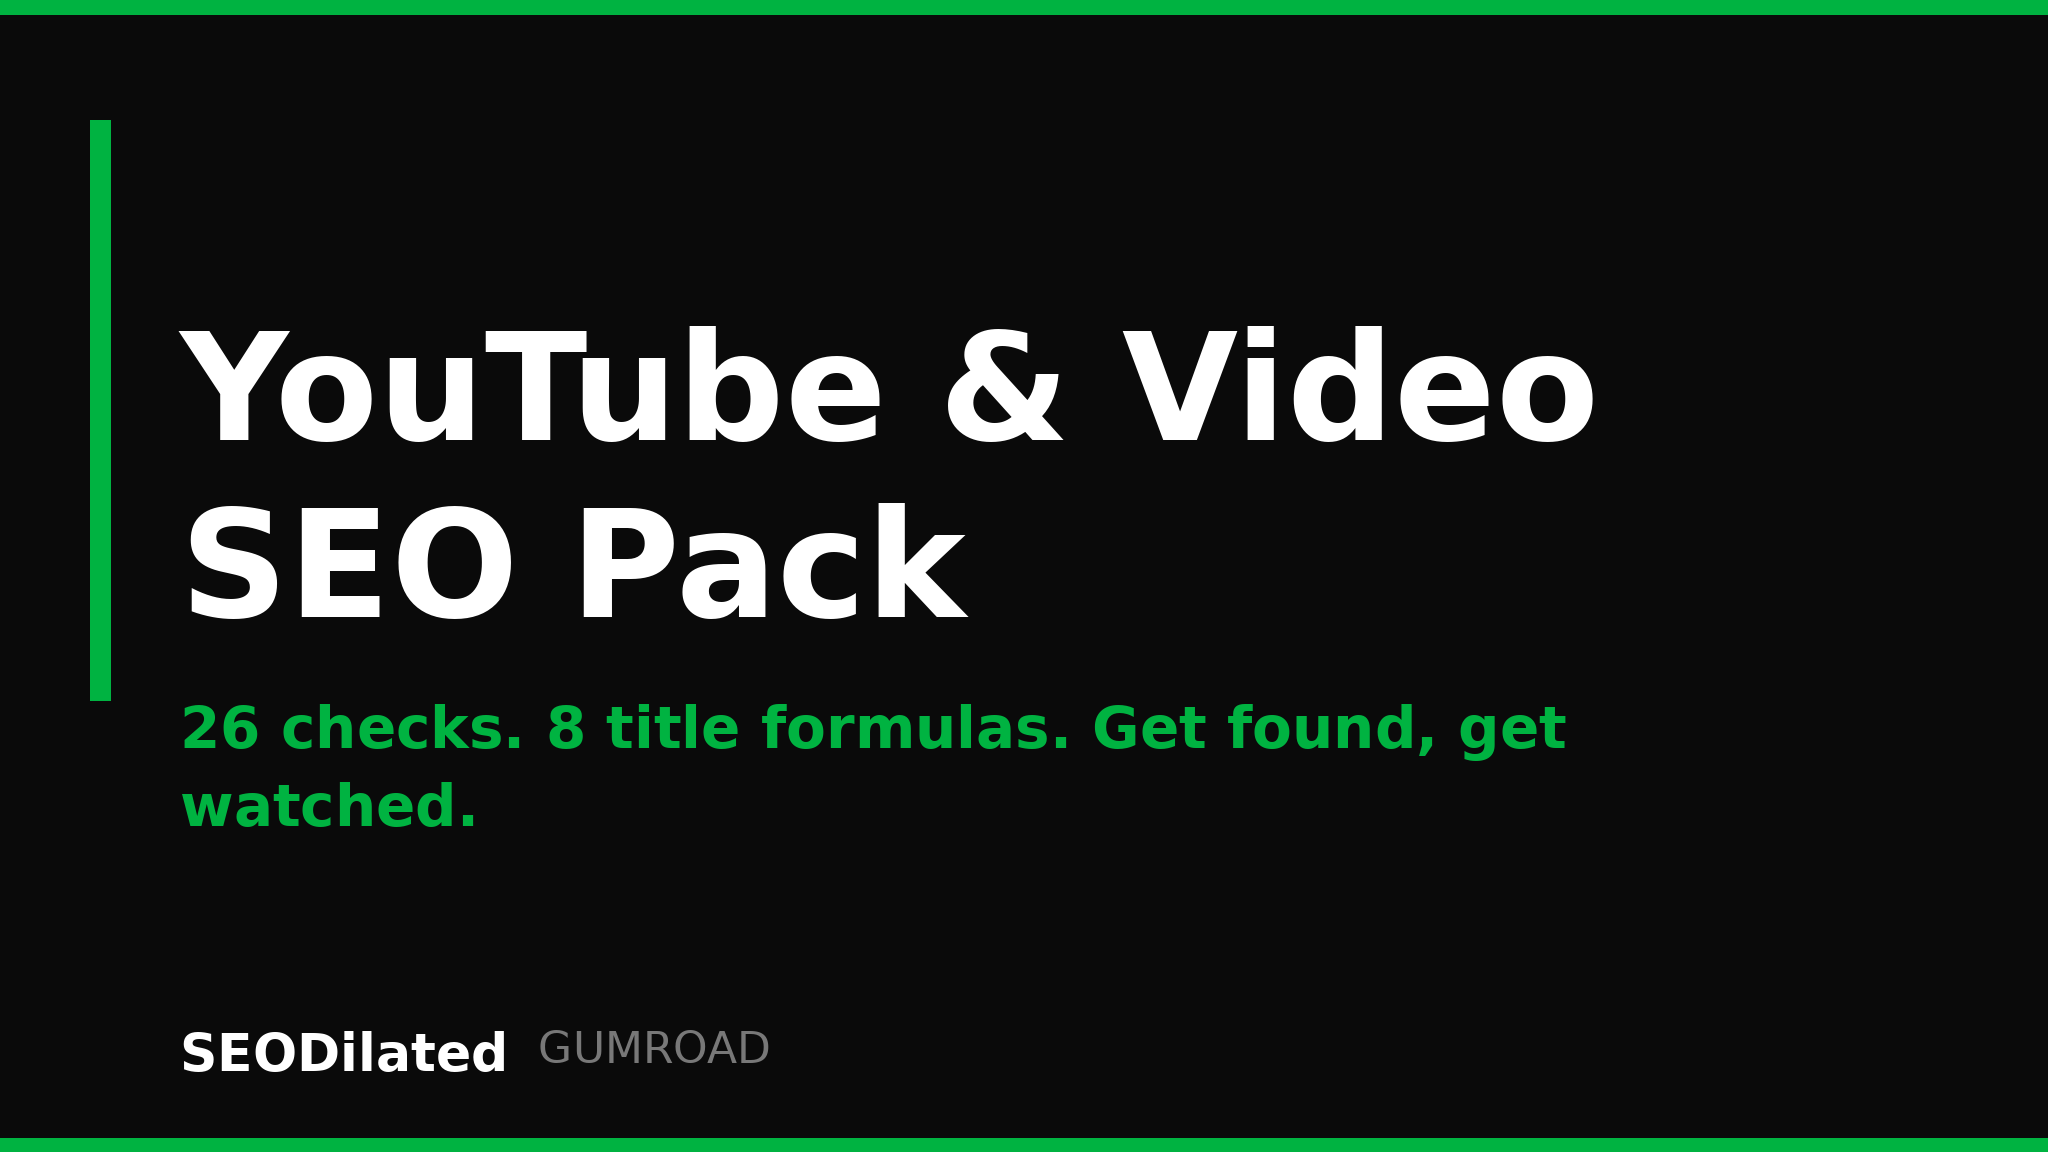 YouTube & Video
SEO Pack
26 checks. 8 title formulas. Get found, get
watched.
SEODilated GUMROAD